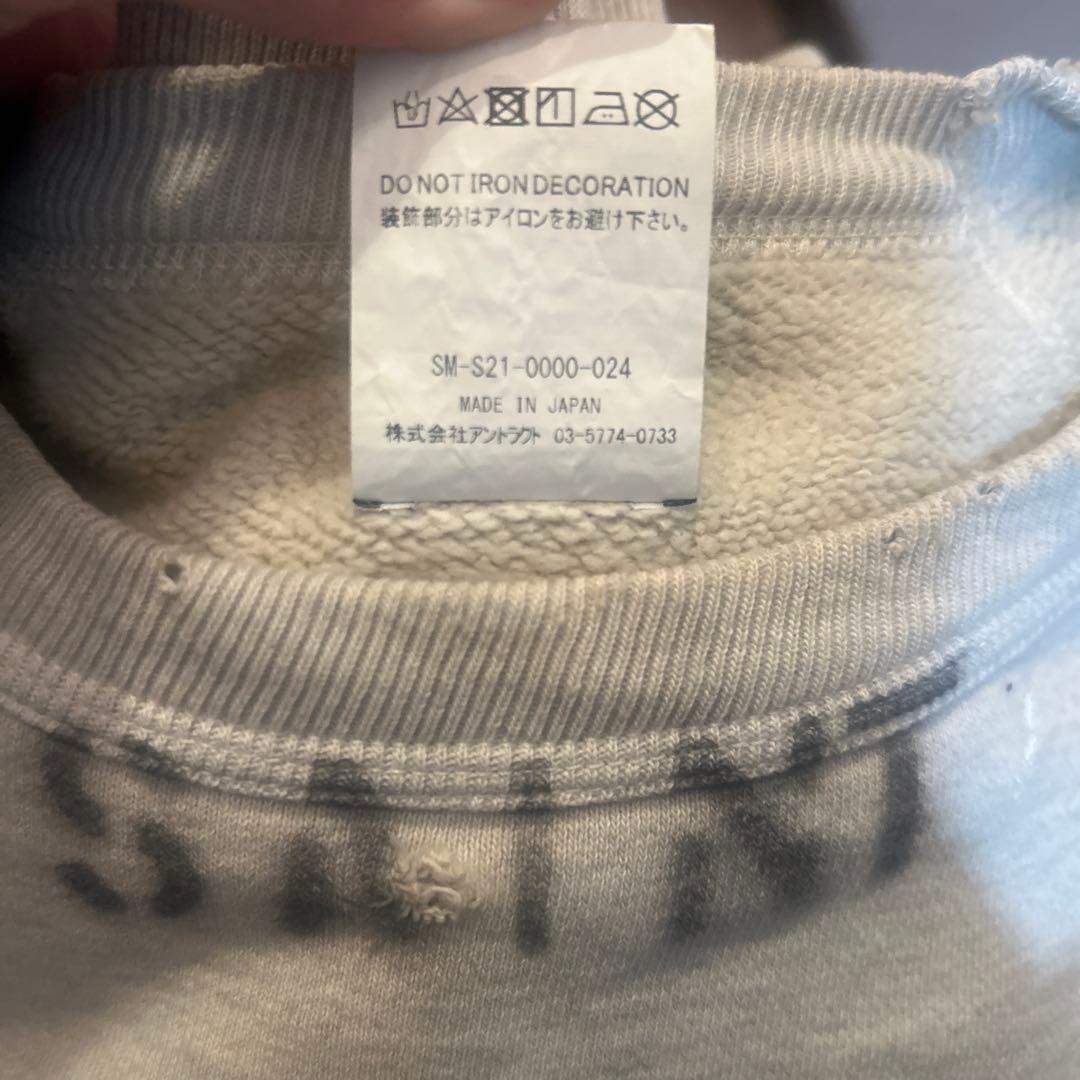 DO NOT IRON DECORATION
装飾部分はアイロンをお避け下さい。
SM-S21-0000-024
MADE IN JAPAN
株式会社アントラクト 03-5774-0733